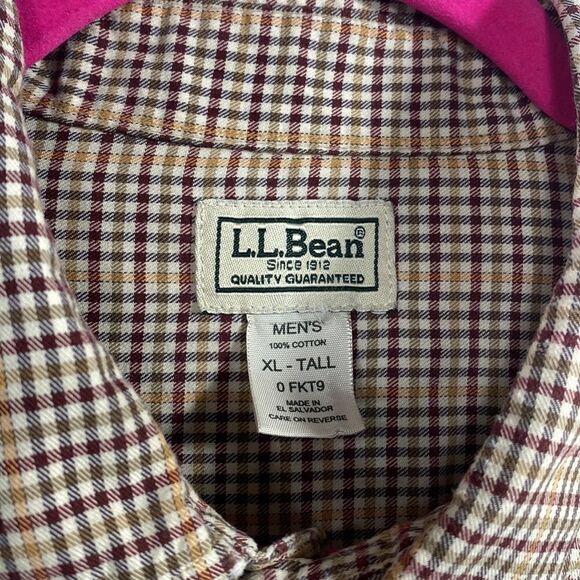 L.L.Bean®
Since 1912
QUALITY GUARANTEED
MEN'S
100% COTTON
XL - TALL
0 FKT9
MADE IN
EL SALVADOR
CARE ON REVERSE